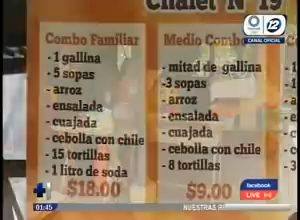 Chalet N° 19
Combo Familiar
- 1 gallina
- 5 sopas
- arroz
- ensalada
- cuajada
- cebolla con chile
- 15 tortillas
- 1 litro de soda
$18.00
Medio Combo
- mitad de gallina
-3 sopas
- arroz
- ensalada
- cuajada
- cebolla con chile
- 8 tortillas
$9.00
12
CANAL OFICIAL
01:45
facebook
LIVE
NUESTRAS